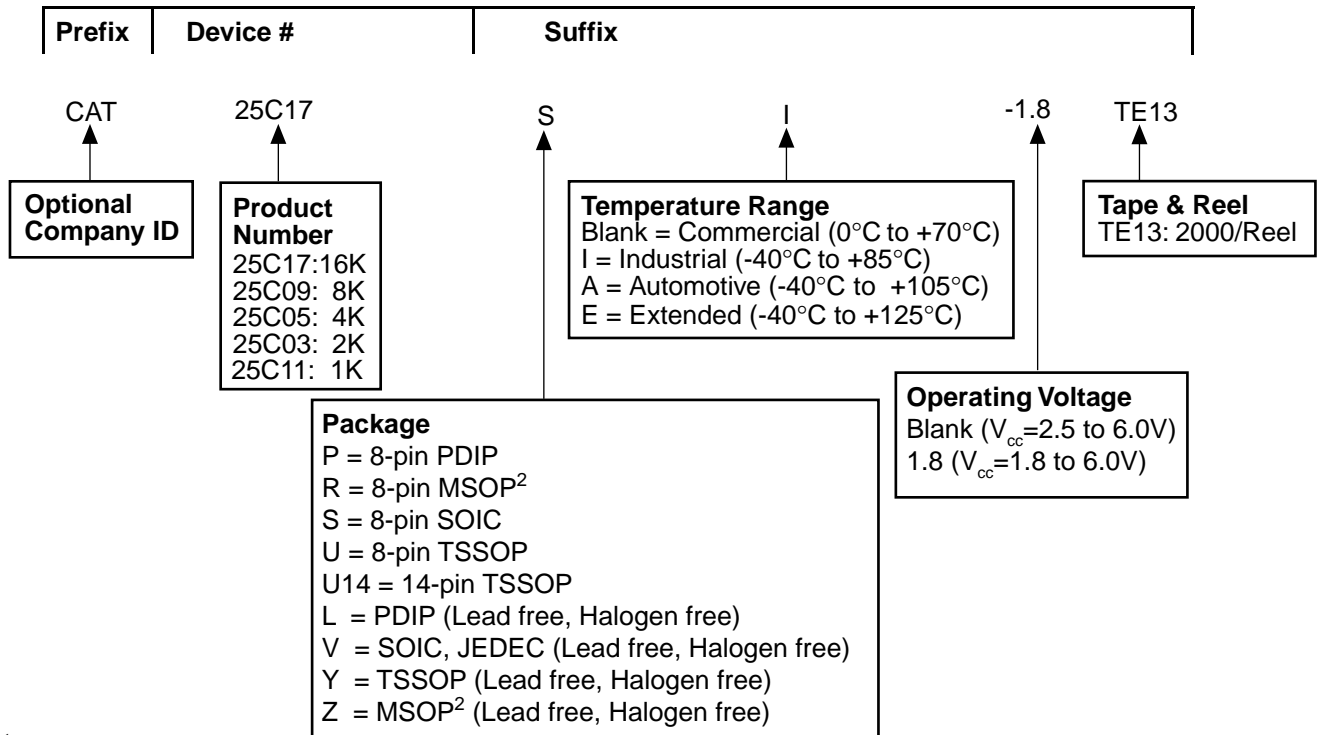 Prefix Device # Suffix
CAT 25C17 S I -1.8 TE13
Optional
Company ID
Product
Number
25C17:16K
25C09: 8K
25C05: 4K
25C03: 2K
25C11: 1K
Temperature Range
Blank = Commercial (0°C to +70°C)
I = Industrial (-40°C to +85°C)
A = Automotive (-40°C to +105°C)
E = Extended (-40°C to +125°C)
Tape & Reel
TE13: 2000/Reel
Package
P = 8-pin PDIP
R = 8-pin MSOP²
S = 8-pin SOIC
U = 8-pin TSSOP
U14 = 14-pin TSSOP
L = PDIP (Lead free, Halogen free)
V = SOIC, JEDEC (Lead free, Halogen free)
Y = TSSOP (Lead free, Halogen free)
Z = MSOP² (Lead free, Halogen free)
Operating Voltage
Blank (Vcc=2.5 to 6.0V)
1.8 (Vcc=1.8 to 6.0V)